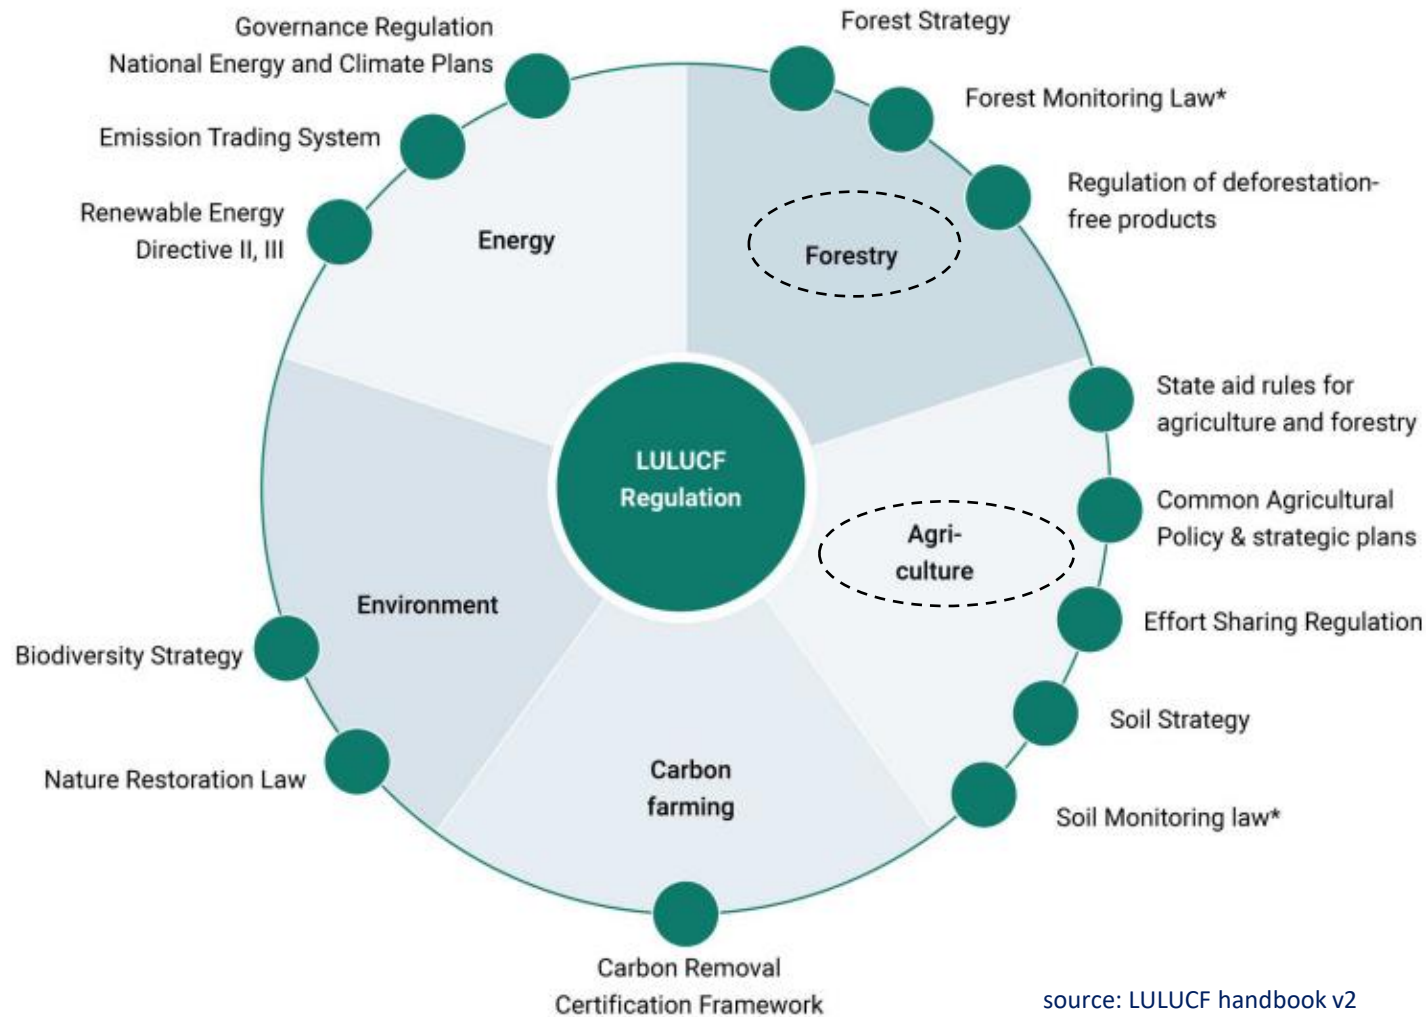 Governance Regulation
National Energy and Climate Plans
Emission Trading System
Renewable Energy
Directive II, III
Energy
Forest Strategy
Forest Monitoring Law*
Regulation of deforestation-
free products
Forestry
State aid rules for
agriculture and forestry
Common Agricultural
Policy & strategic plans
Effort Sharing Regulation
Soil Strategy
Soil Monitoring law*
Agri-
culture
LULUCF
Regulation
Environment
Biodiversity Strategy
Nature Restoration Law
Carbon
farming
Carbon Removal
Certification Framework
source: LULUCF handbook v2